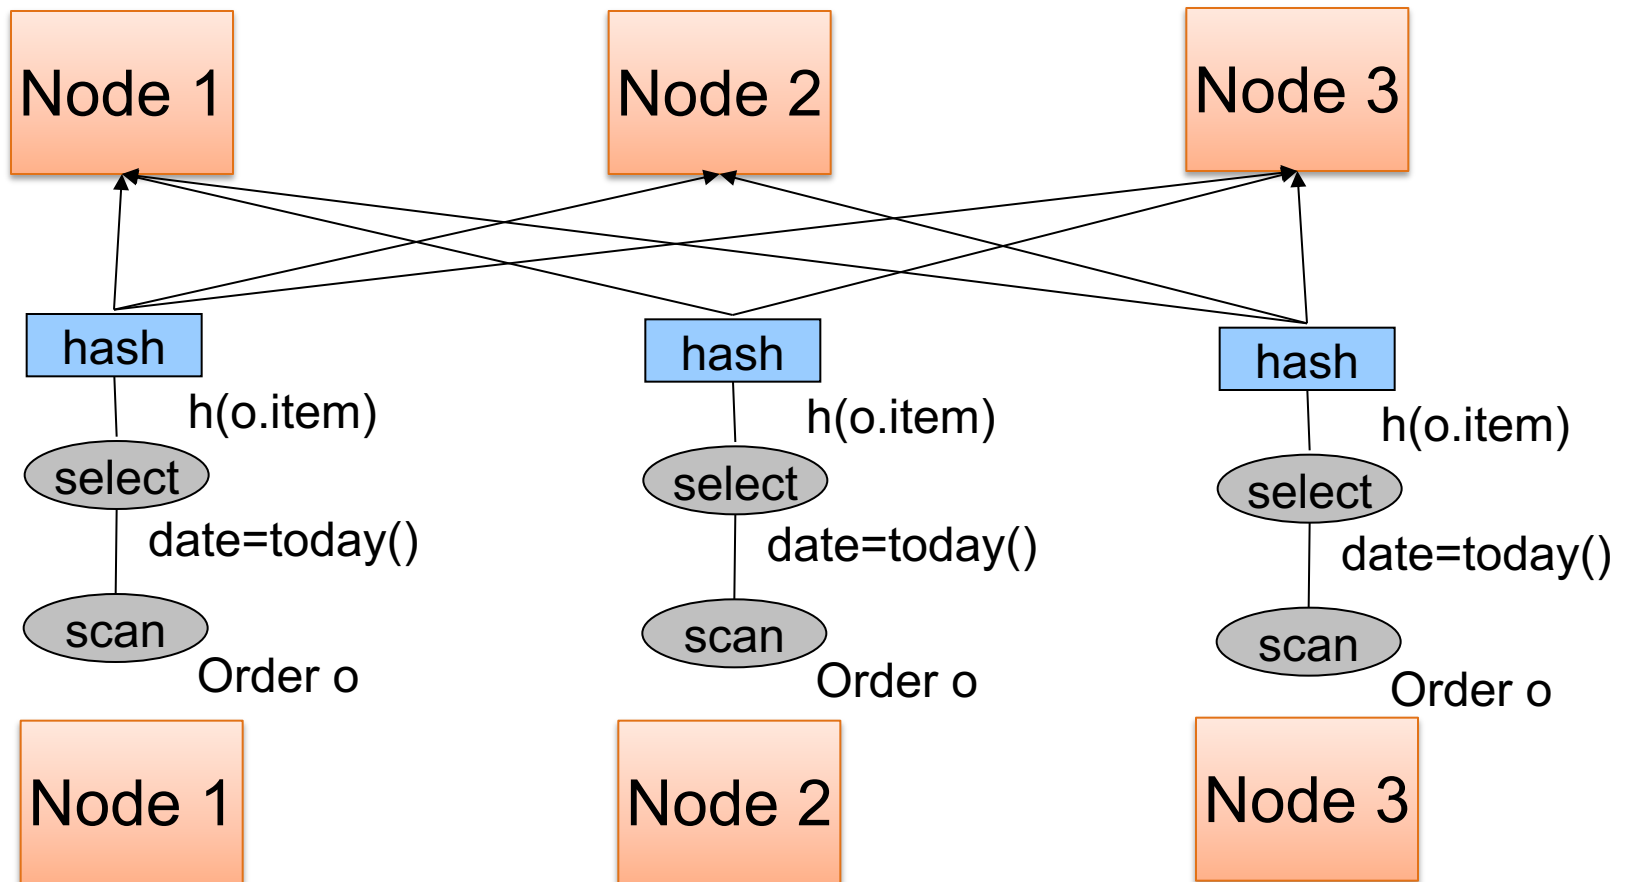 Node 1
Node 2
Node 3
hash
hash
hash
h(o.item)
h(o.item)
h(o.item)
select
select
select
date=today()
date=today()
date=today()
scan
scan
scan
Order o
Order o
Order o
Node 1
Node 2
Node 3